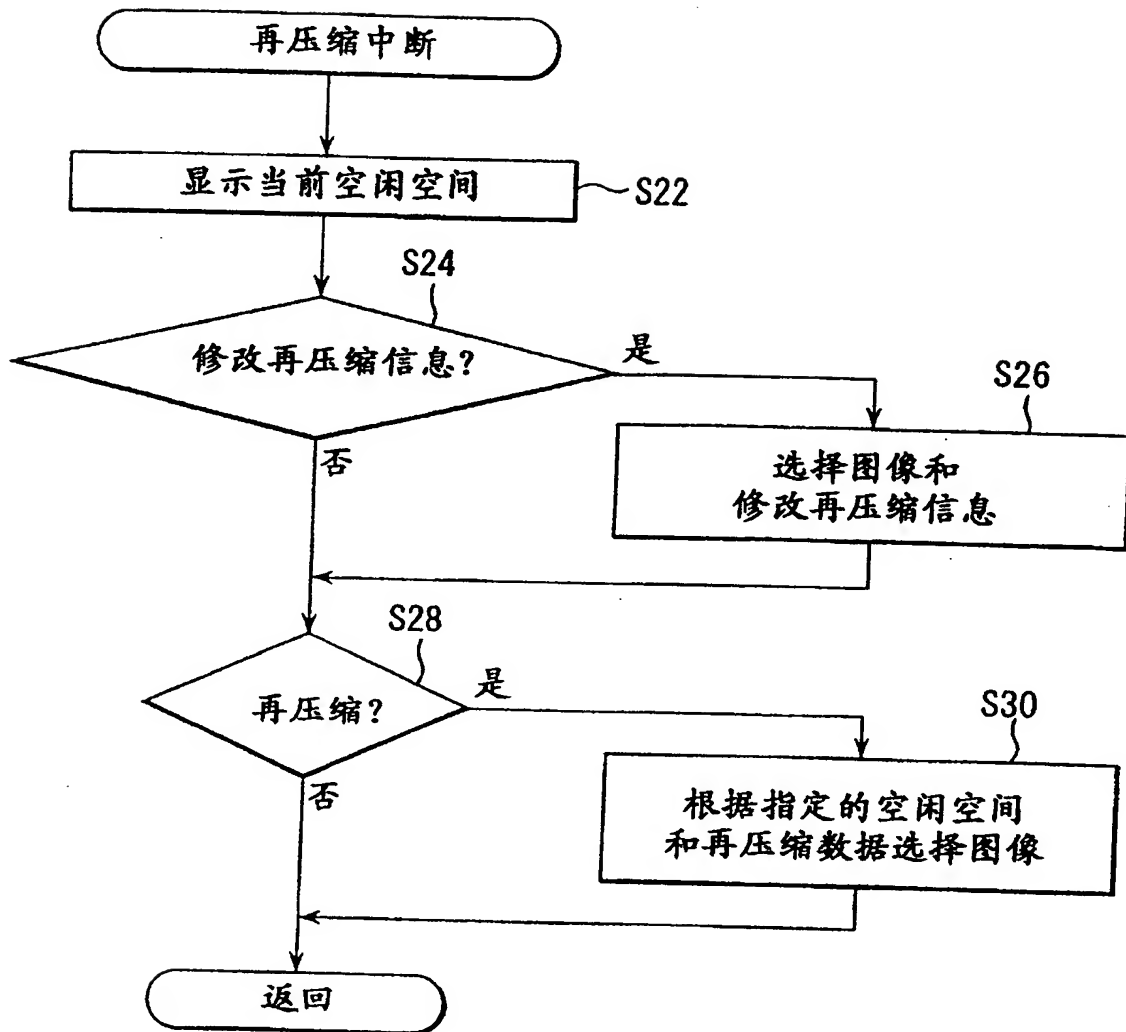 再压缩中断
显示当前空闲空间
S22
S24
修改再压缩信息?
是
S26
选择图像和
修改再压缩信息
否
S28
再压缩?
是
S30
根据指定的空闲空间
和再压缩数据选择图像
否
返回